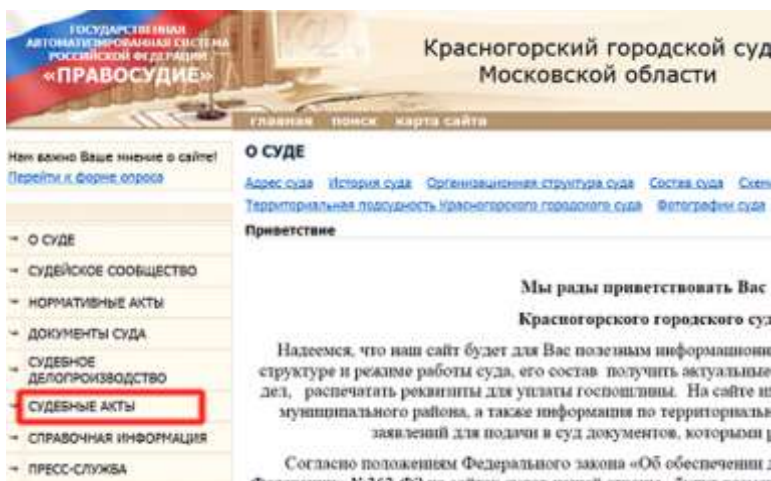 ГОСУДАРСТВЕННАЯ
АВТОМАТИЗИРОВАННАЯ СИСТЕМА
РОССИЙСКОЙ ФЕДЕРАЦИИ
«ПРАВОСУДИЕ»
Красногорский городской суд
Московской области
главная поиск карта сайта
Нам важно Ваше мнение о сайте!
Перейти к форме опроса
О СУДЕ
СУДЕЙСКОЕ СООБЩЕСТВО
НОРМАТИВНЫЕ АКТЫ
ДОКУМЕНТЫ СУДА
СУДЕБНОЕ
ДЕЛОПРОИЗВОДСТВО
СУДЕБНЫЕ АКТЫ
СПРАВОЧНАЯ ИНФОРМАЦИЯ
ПРЕСС-СЛУЖБА
О СУДЕ
Адрес суда История суда Организационная структура суда Состав суда
Территориальная подсудность Красногорского городского суда Фотографии суда
Приветствие
Мы рады приветствовать Вас
Красногорского городского
Надеемся, что наш сайт будет для Вас полезным
структуре и режиме работы суда, его состав получить актуальные
дел, распечатать реквизиты для уплаты госпошлины. На сайте
муниципального района, а также информация по
заявлений для подачи в суд документов, которыми
Согласно положениям Федерального закона «Об обеспечении